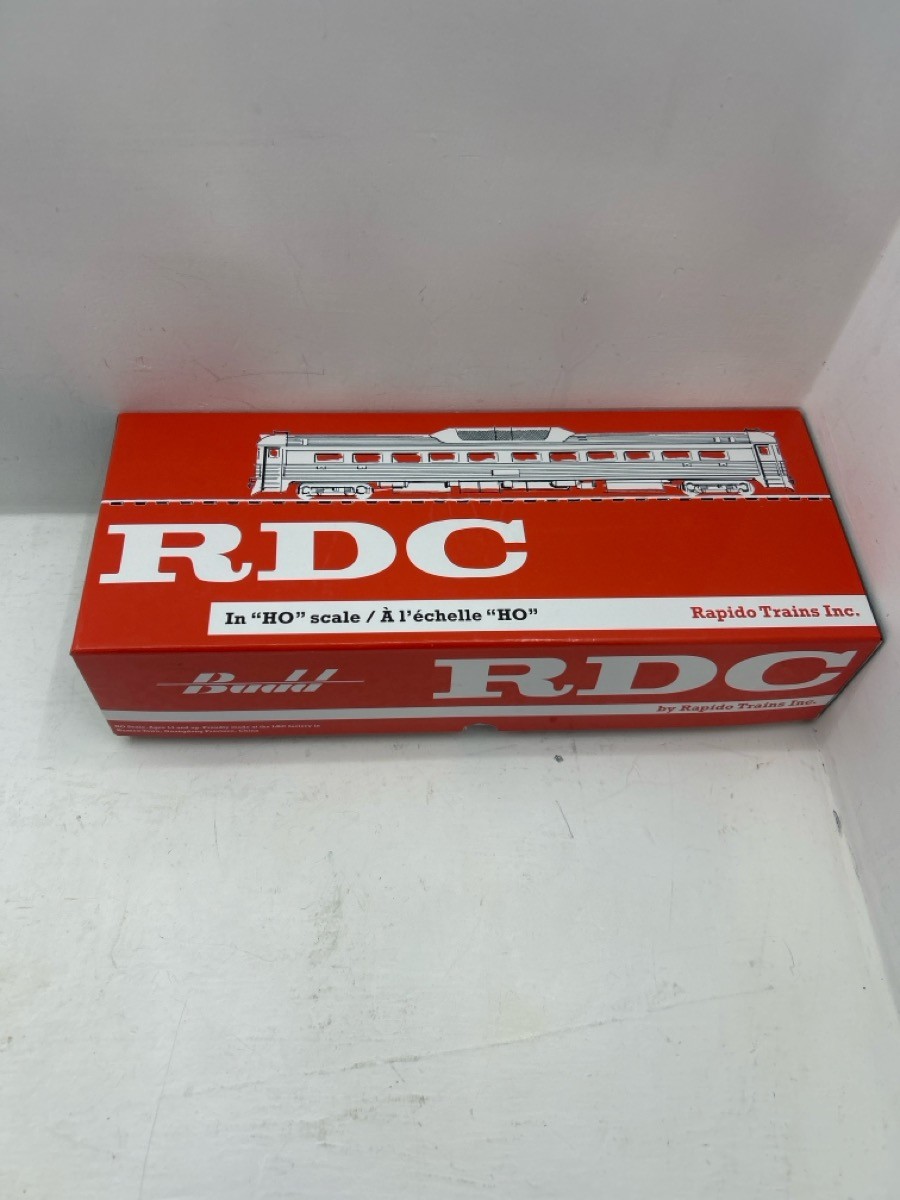 RDC
In "HO" scale / À l'échelle "HO"
Rapido Trains Inc.
Budd
RDC
by Rapido Trains Inc.